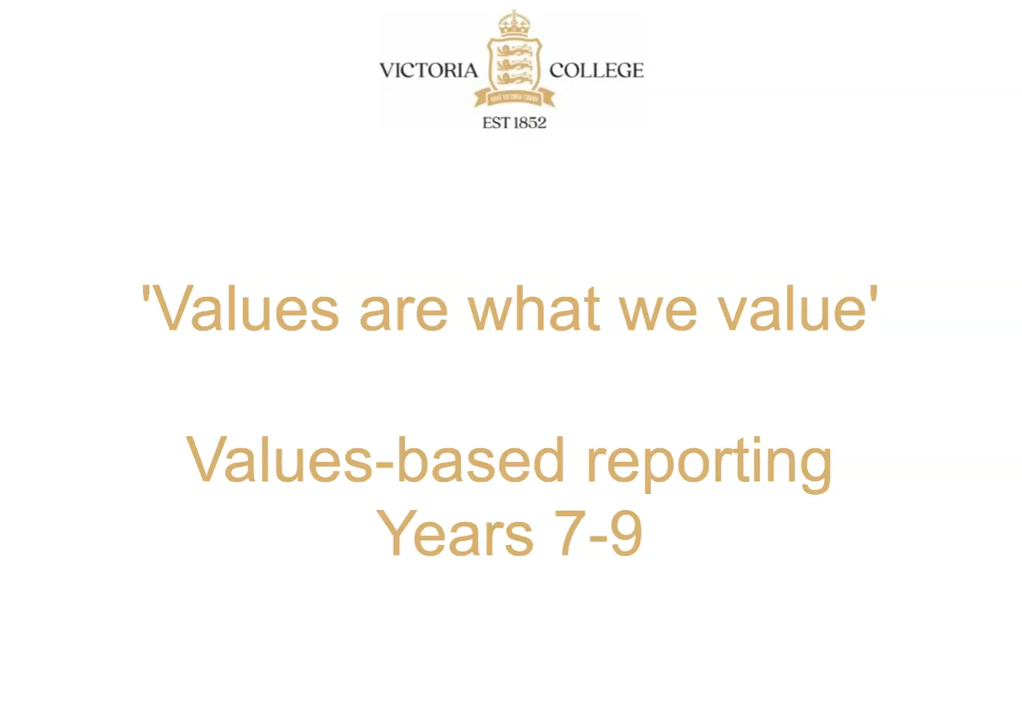 VICTORIA COLLEGE
EST 1852
'Values are what we value'
Values-based reporting
Years 7-9